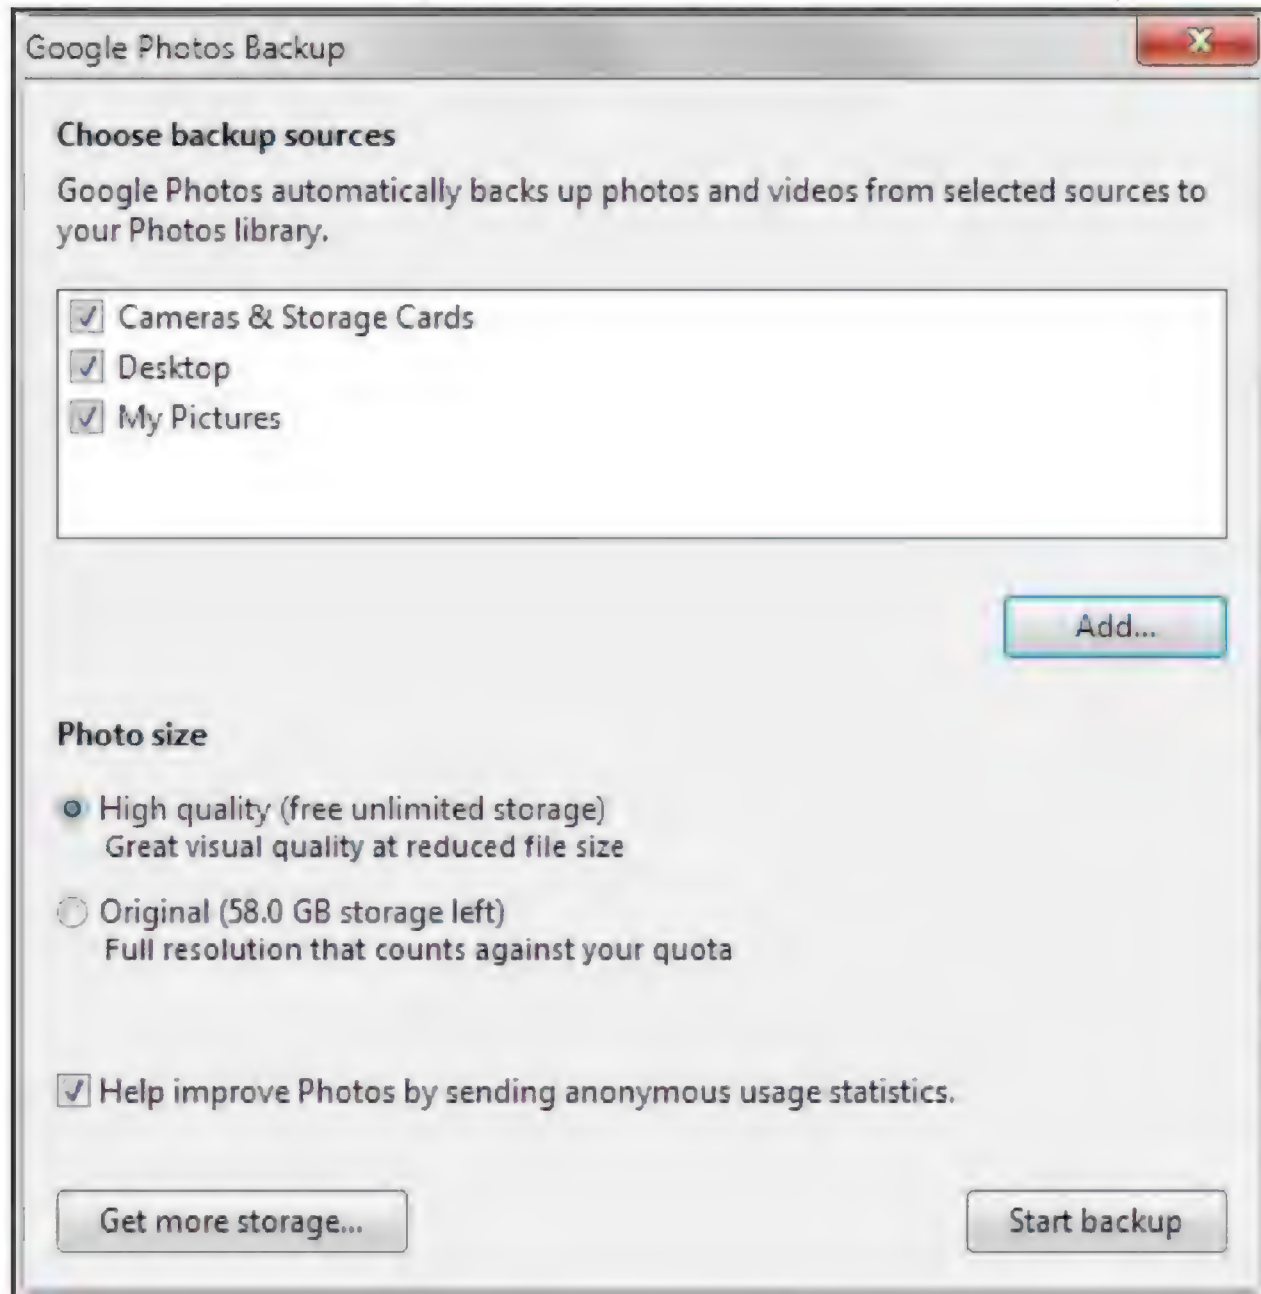 Google Photos Backup
Choose backup sources
Google Photos automatically backs up photos and videos from selected sources to
your Photos library.
Cameras & Storage Cards
Desktop
My Pictures
Add...
Photo size
High quality (free unlimited storage)
Great visual quality at reduced file size
Original (58.0 GB storage left)
Full resolution that counts against your quota
Help improve Photos by sending anonymous usage statistics.
Get more storage...
Start backup